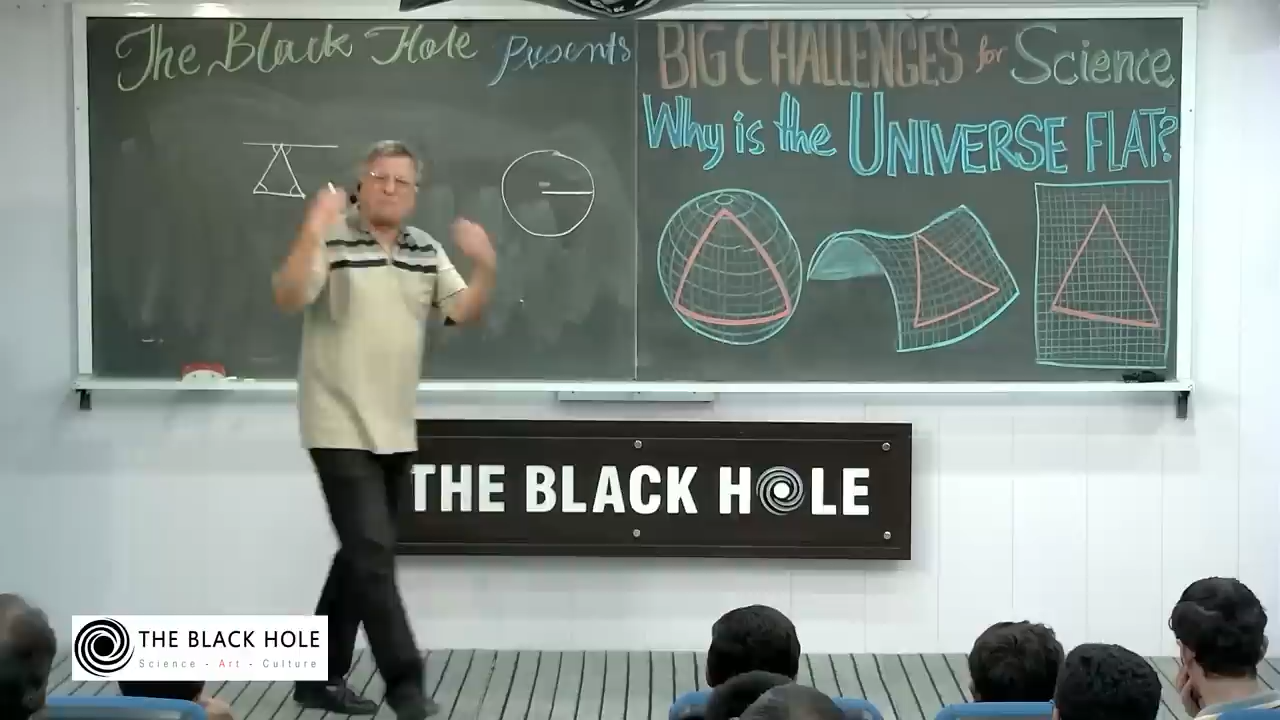 The Black Hole Presents
BIG CHALLENGES for Science
Why is the UNIVERSE FLAT?
THE BLACK HOLE
THE BLACK HOLE
Science - Art - Culture